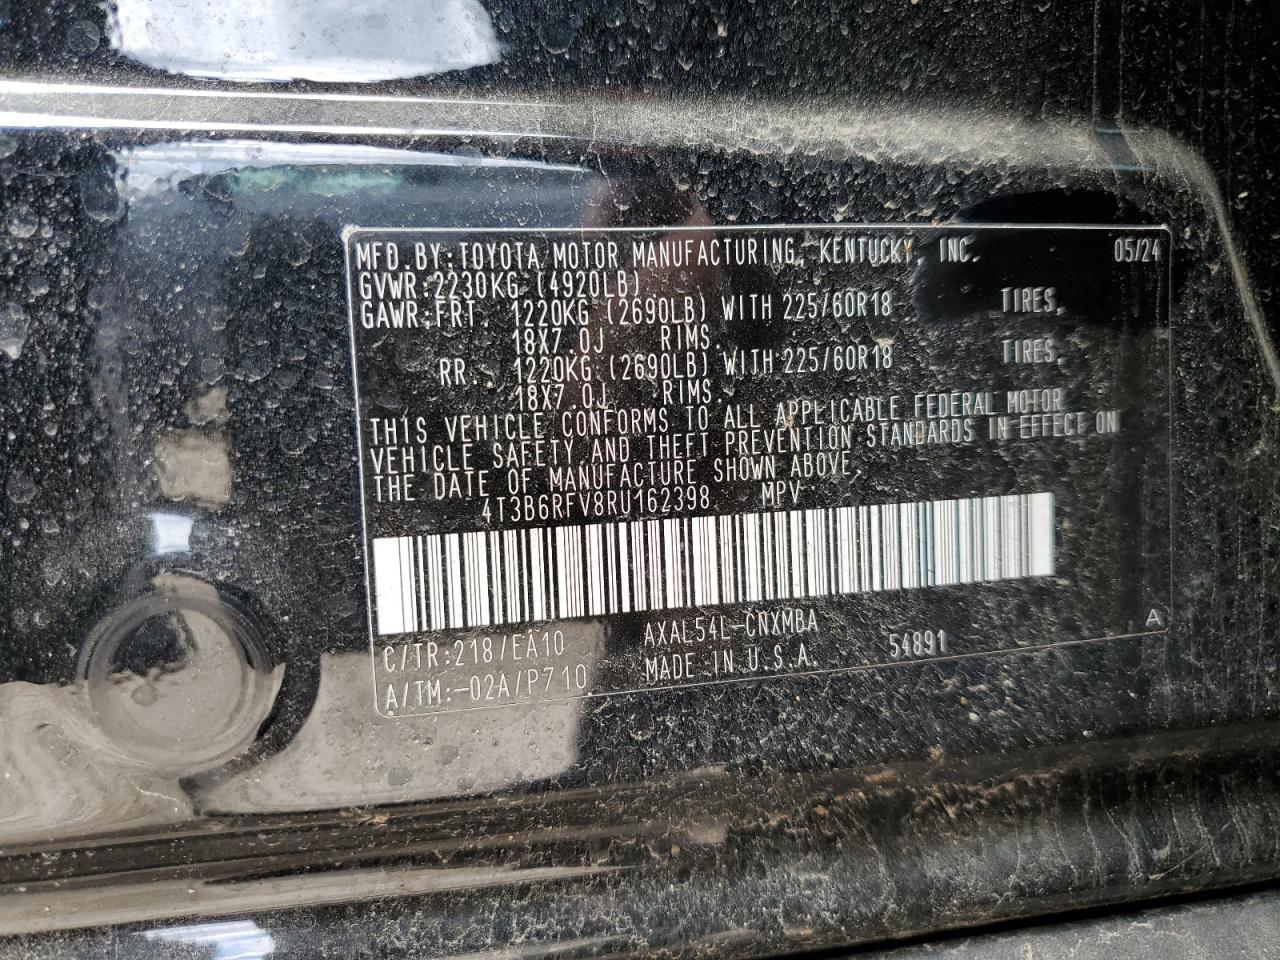 MFD.BY:TOYOTA MOTOR MANUFACTURING, KENTUCKY, INC. 05/24
GVWR:2230KG (4920LB)
GAWR:FRT. 1220KG (2690LB) WITH 225/60R18 TIRES,
18X7.0J RIMS.
RR. 1220KG (2690LB) WITH 225/60R18 TIRES,
18X7.0J RIMS.
THIS VEHICLE CONFORMS TO ALL APPLICABLE FEDERAL MOTOR
VEHICLE SAFETY AND THEFT PREVENTION STANDARDS IN EFFECT ON
THE DATE OF MANUFACTURE SHOWN ABOVE.
4T3B6RFV8RU162398 MPV
C/TR:218/EA10 AXAL54L-CNXMBA A
A/TM:-02A/P710 MADE IN U.S.A. 54891